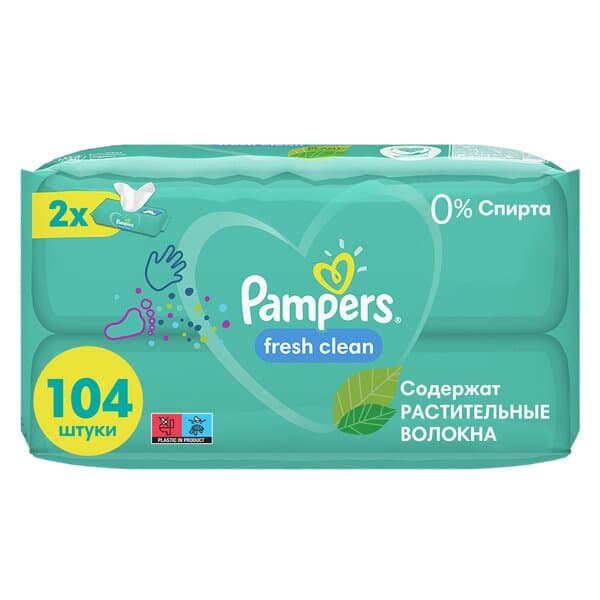 2x
0% Спирта
Pampers®
fresh clean
104
штуки
Содержат
РАСТИТЕЛЬНЫЕ
ВОЛОКНА
PLASTIC IN PRODUCT